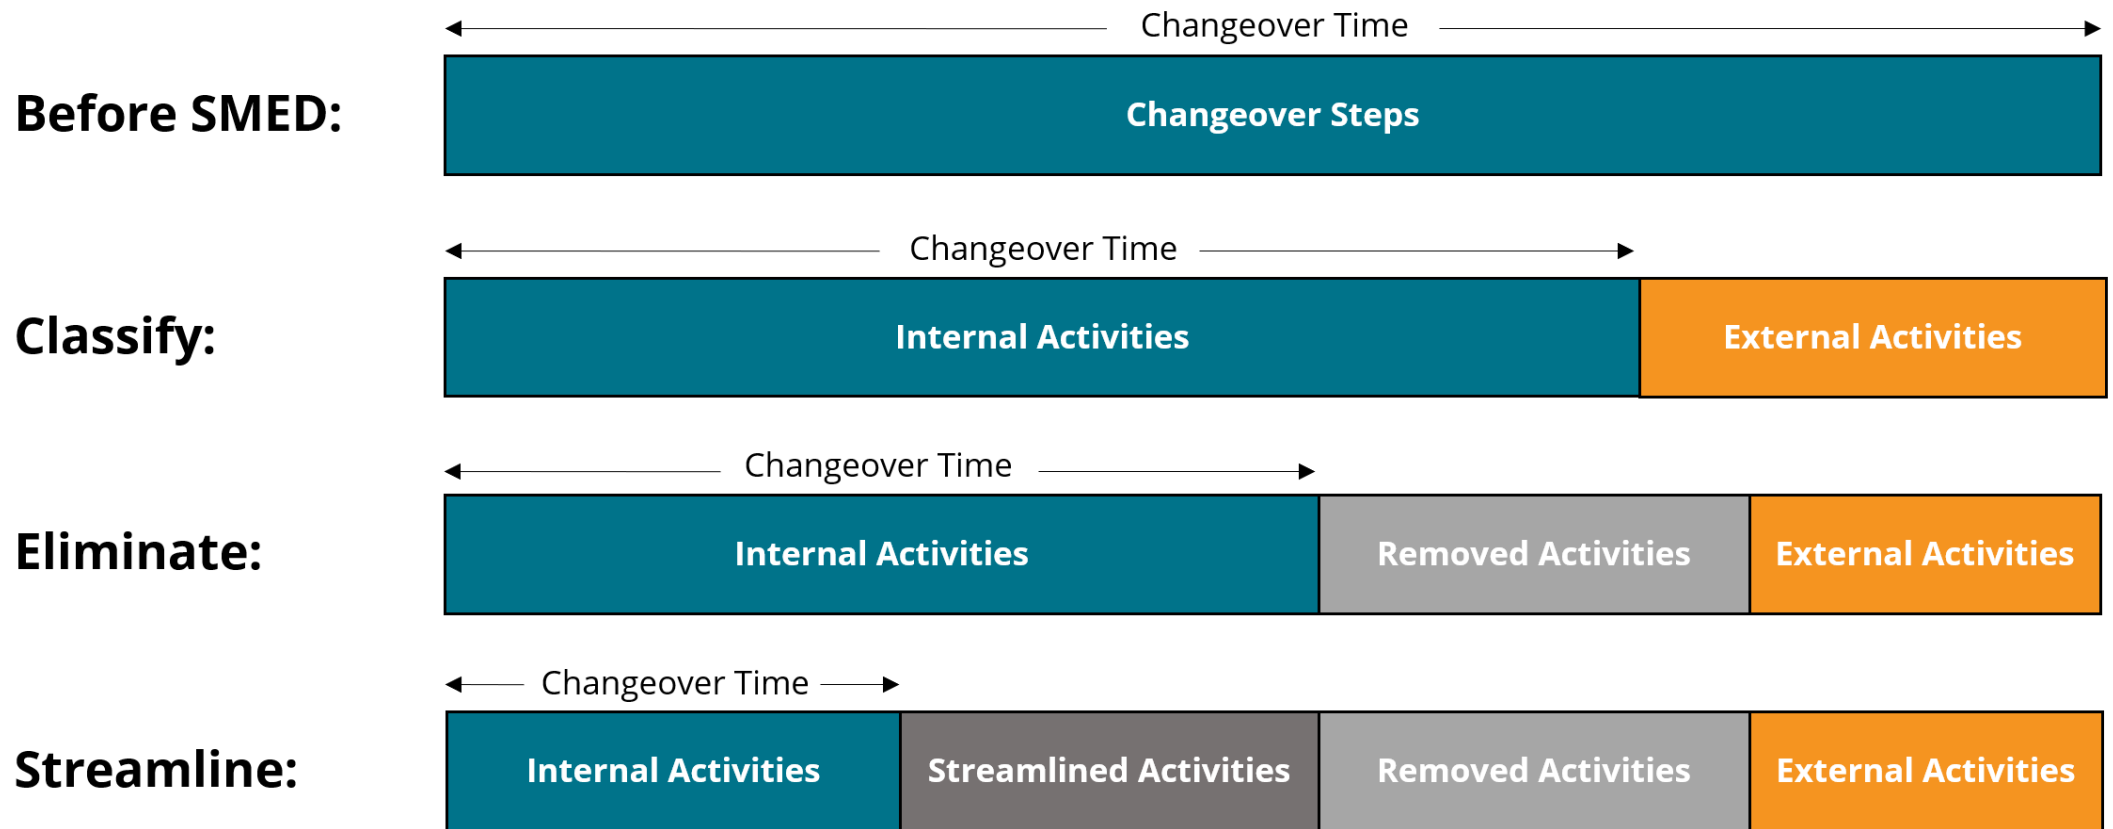 Changeover Time
Before SMED:
Changeover Steps
Changeover Time
Classify:
Internal Activities
External Activities
Changeover Time
Eliminate:
Internal Activities
Removed Activities
External Activities
Changeover Time
Streamline:
Internal Activities
Streamlined Activities
Removed Activities
External Activities